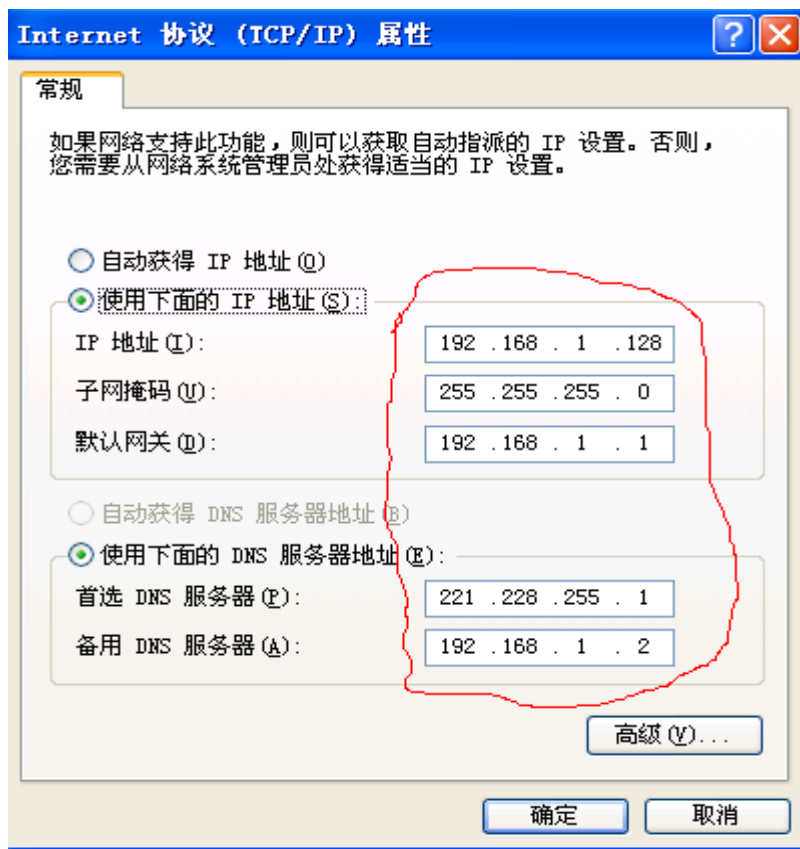 Internet 协议 (TCP/IP) 属性
常规
如果网络支持此功能，则可以获取自动指派的 IP 设置。否则，
您需要从网络系统管理员处获得适当的 IP 设置。
自动获得 IP 地址(O)
使用下面的 IP 地址(S):
IP 地址(I): 192 .168 . 1 .128
子网掩码(U): 255 .255 .255 . 0
默认网关(D): 192 .168 . 1 . 1
自动获得 DNS 服务器地址(B)
使用下面的 DNS 服务器地址(E):
首选 DNS 服务器(P): 221 .228 .255 . 1
备用 DNS 服务器(A): 192 .168 . 1 . 2
高级(V)...
确定 取消